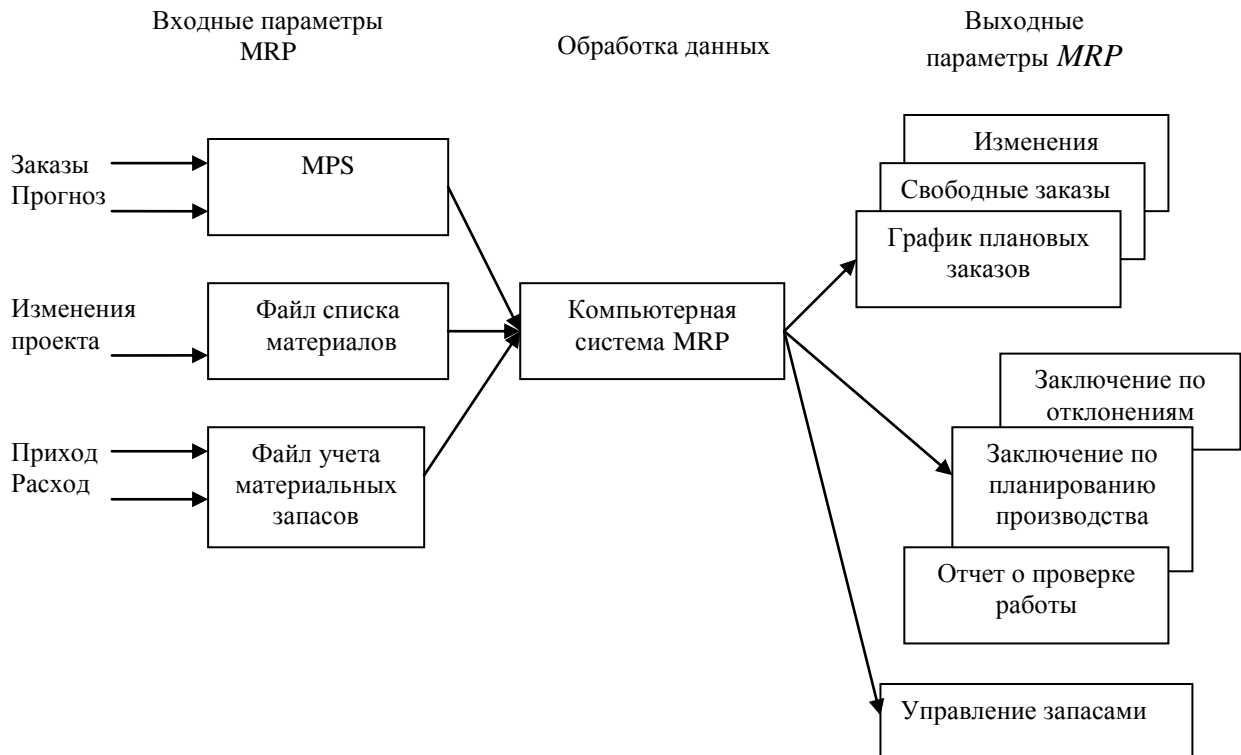 Входные параметры
MRP
Обработка данных
Выходные
параметры MRP
Заказы
Прогноз
MPS
Изменения
проекта
Файл списка
материалов
Приход
Расход
Файл учета
материальных
запасов
Компьютерная
система MRP
Изменения
Свободные заказы
График плановых
заказов
Заключение по
отклонениям
Заключение по
планированию
производства
Отчет о проверке
работы
Управление запасами